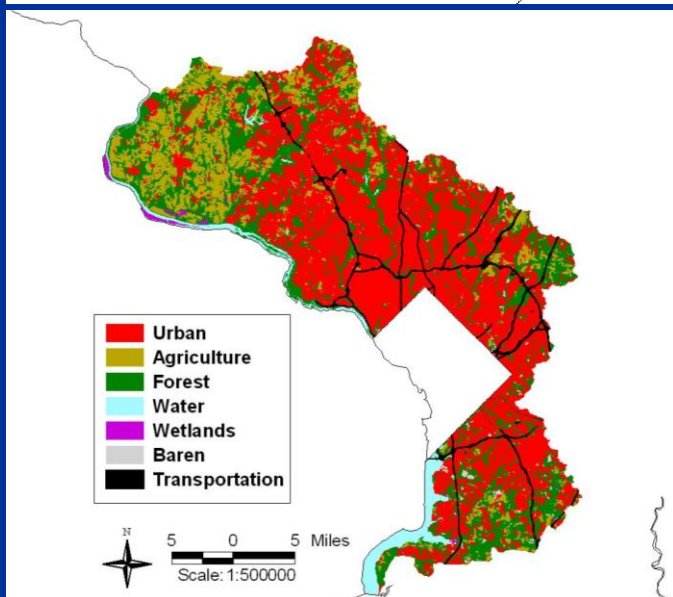 Urban
Agriculture
Forest
Water
Wetlands
Baren
Transportation
N
5 0 5 Miles
Scale: 1:500000